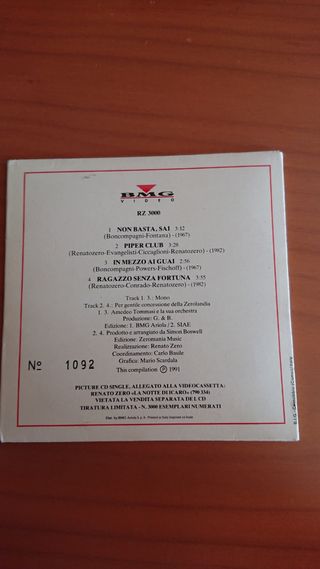 BMG
VIDEO
RZ 3000
1 NON BASTA, SAI 3:12
(Boncompagni-Fontana) - (1967)
2 PIPER CLUB 3:28
(Renatozero-Evangelisti-Ciccaglioni-Renatozero) - (1982)
3 IN MEZZO AI GUAI 2:56
(Boncompagni-Powers-Fischoff) - (1967)
4 RAGAZZO SENZA FORTUNA 3:55
(Renatozero-Conrado-Renatozero) - (1982)
Track 1. 3.: Mono
Track 2. 4.: Per gentile concessione della Zerolandia
1. 3. Amedeo Tommasi e la sua orchestra
Produzione: G. & B.
Edizione: 1. BMG Ariola / 2. SIAE
2. 4. Prodotto e arrangiato da Simon Boswell
Edizione: Zeromania Music
Realizzazione: Renato Zero
Coordinamento: Carlo Basile
Grafica: Mario Scardala
This compilation Ⓟ 1991
No 1092
PICTURE CD SINGLE, ALLEGATO ALLA VIDEOCASSETTA:
RENATO ZERO «LA NOTTE DI ICARO» (790 334)
VIETATA LA VENDITA SEPARATA DEL CD
TIRATURA LIMITATA - N. 3000 ESEMPLARI NUMERATI